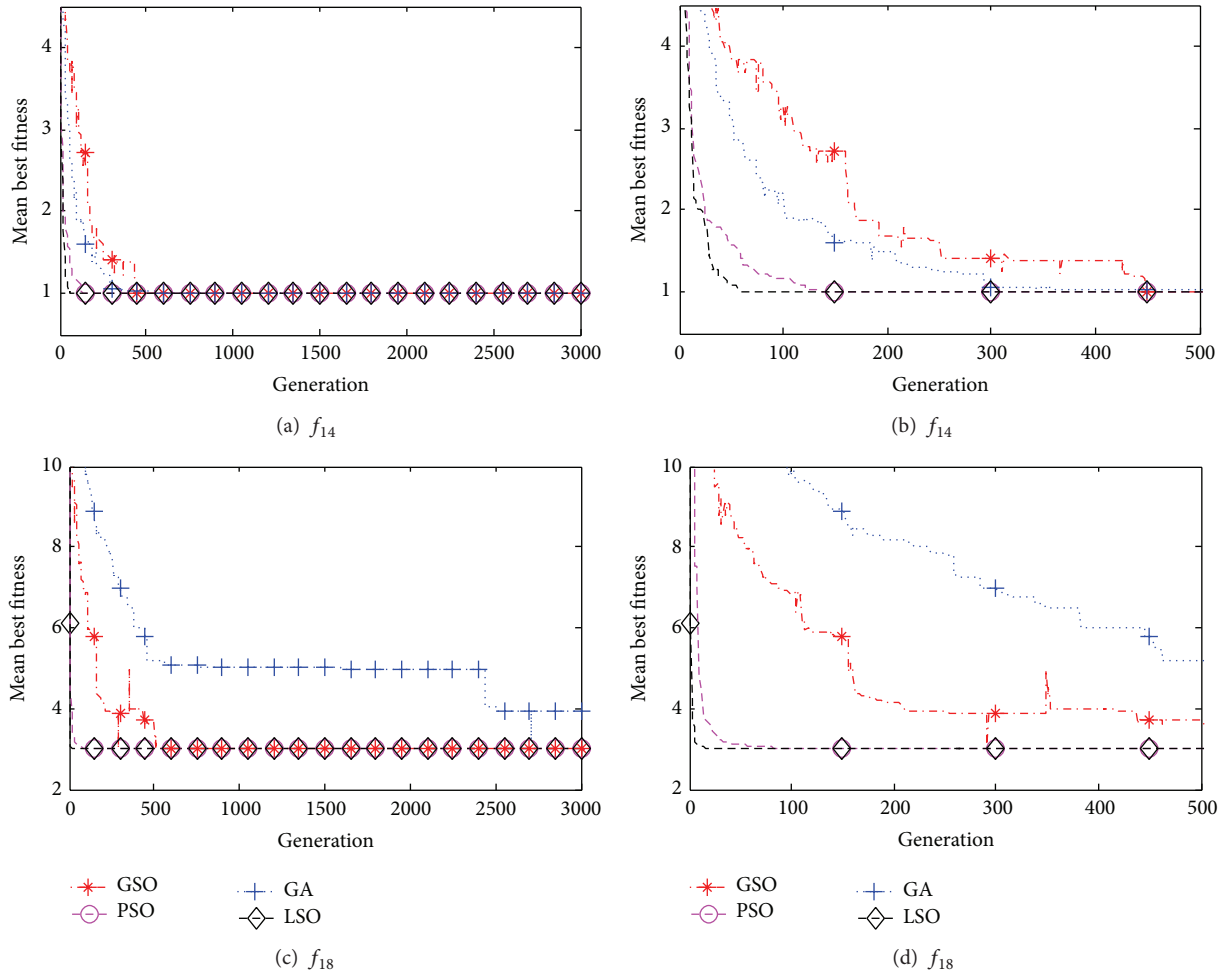 4
3
2
1
Mean best fitness
0 500 1000 1500 2000 2500 3000
Generation
(a) f14
4
3
2
1
Mean best fitness
0 100 200 300 400 500
Generation
(b) f14
10
8
6
4
2
Mean best fitness
0 500 1000 1500 2000 2500 3000
Generation
GSO GA
PSO LSO
(c) f18
10
8
6
4
2
Mean best fitness
0 100 200 300 400 500
Generation
GSO GA
PSO LSO
(d) f18